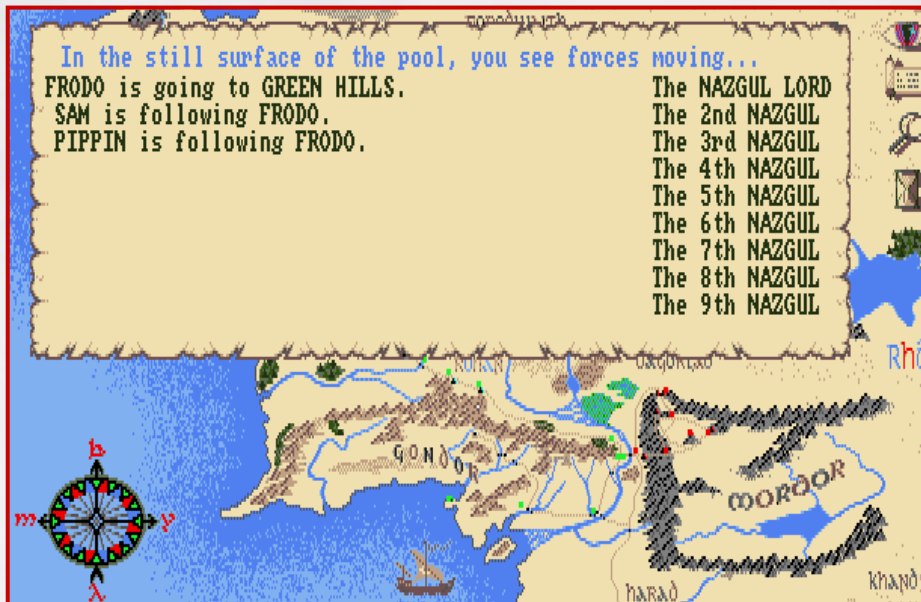 In the still surface of the pool, you see forces moving...
FRODO is going to GREEN HILLS.
SAM is following FRODO.
PIPPIN is following FRODO.
The NAZGUL LORD
The 2nd NAZGUL
The 3rd NAZGUL
The 4th NAZGUL
The 5th NAZGUL
The 6th NAZGUL
The 7th NAZGUL
The 8th NAZGUL
The 9th NAZGUL
GONDOR
MORDOR
harad
khand